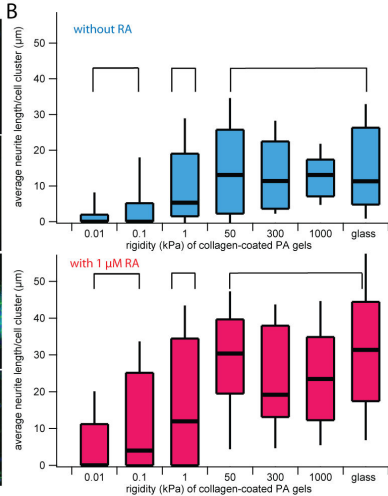 B
without RA
average neurite length/cell cluster (µm)
50
40
30
20
10
0
0.01 0.1 1 50 300 1000 glass
rigidity (kPa) of collagen-coated PA gels
with 1 µM RA
average neurite length/cell cluster (µm)
50
40
30
20
10
0
0.01 0.1 1 50 300 1000 glass
rigidity (kPa) of collagen-coated PA gels